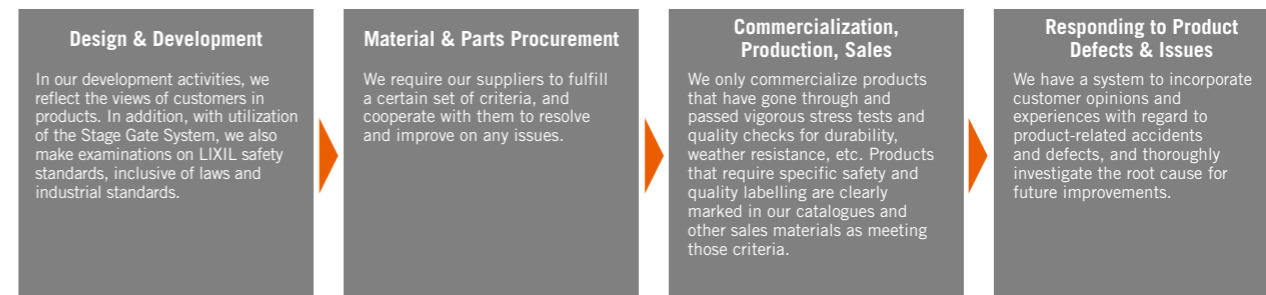 Design & Development
In our development activities, we
reflect the views of customers in
products. In addition, with utilization
of the Stage Gate System, we also
make examinations on LIXIL safety
standards, inclusive of laws and
industrial standards.
Material & Parts Procurement
We require our suppliers to fulfill
a certain set of criteria, and
cooperate with them to resolve
and improve on any issues.
Commercialization,
Production, Sales
We only commercialize products
that have gone through and
passed vigorous stress tests and
quality checks for durability,
weather resistance, etc. Products
that require specific safety and
quality labelling are clearly
marked in our catalogues and
other sales materials as meeting
those criteria.
Responding to Product
Defects & Issues
We have a system to incorporate
customer opinions and
experiences with regard to
product-related accidents
and defects, and thoroughly
investigate the root cause for
future improvements.